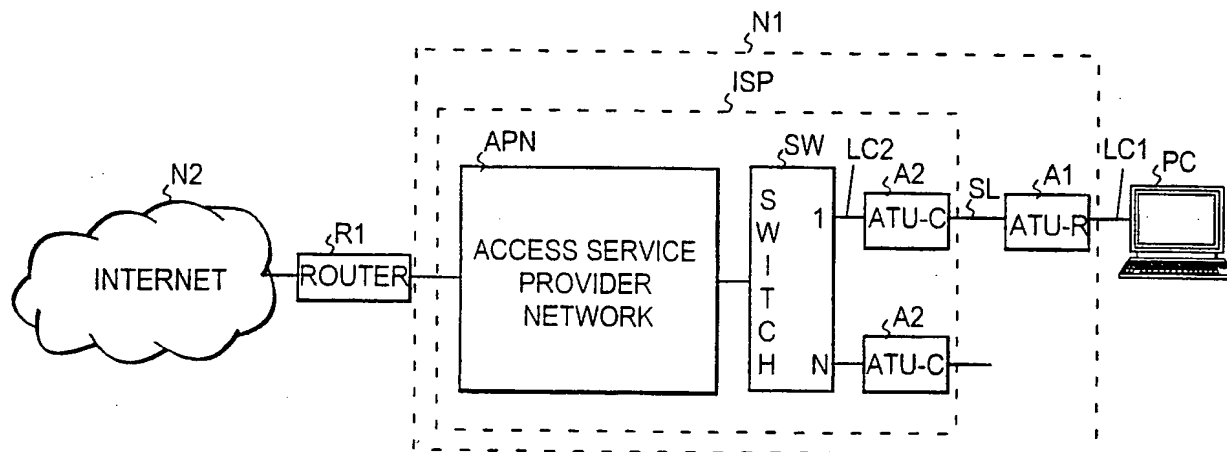 N1
ISP
APN
SW
LC2
A2
SL
A1
LC1
PC
N2
R1
INTERNET
ROUTER
ACCESS SERVICE
PROVIDER
NETWORK
SWITCH
1
N
ATU-C
ATU-R
A2
ATU-C